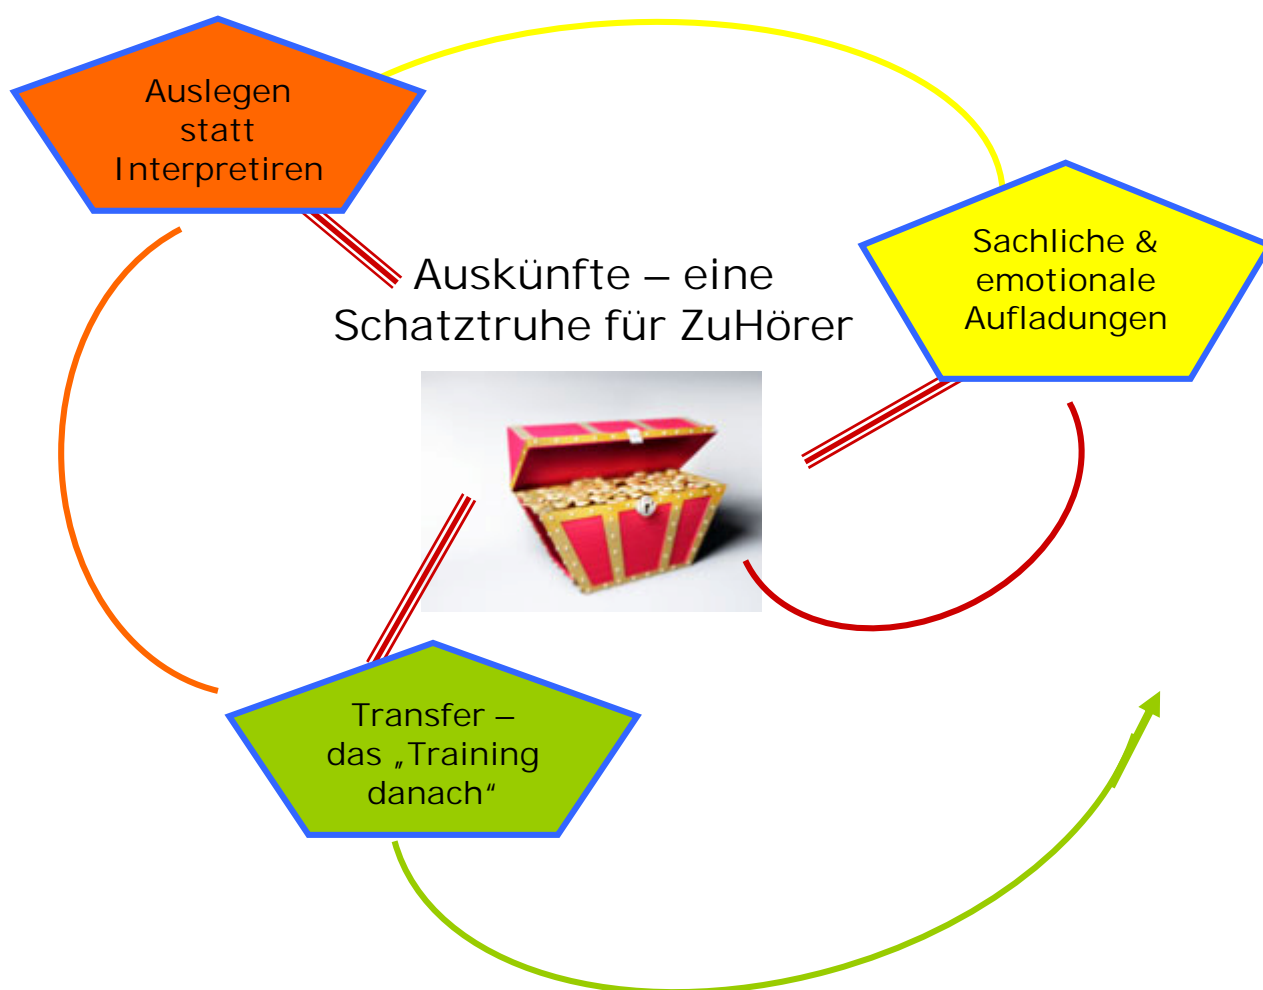 Auslegen
statt
Interpretiren
Sachliche &
emotionale
Aufladungen
Auskünfte – eine
Schatztruhe für ZuHörer
Transfer –
das „Training
danach“